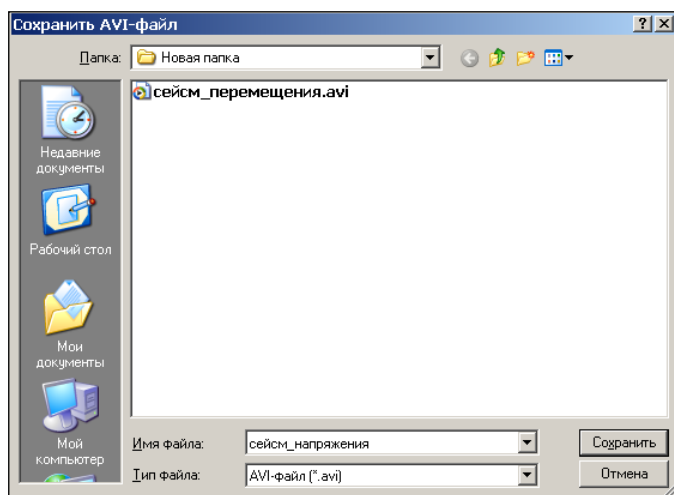 Сохранить AVI-файл
Папка: Новая папка
сейсм_перемещения.avi
Недавние
документы
Рабочий стол
Мои
документы
Мой
компьютер
Имя файла: сейсм_напряжения Сохранить
Тип файла: AVI-файл (*.avi) Отмена